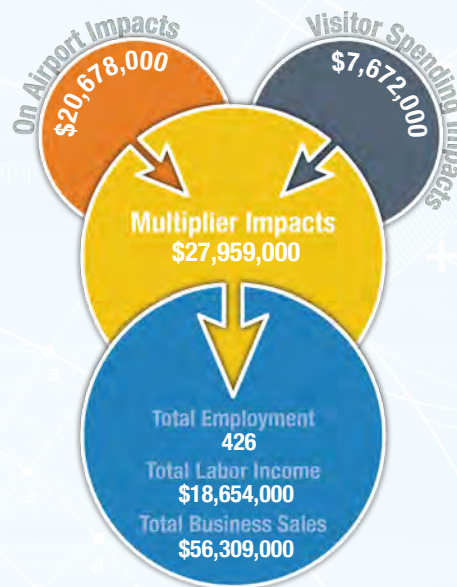 On Airport Impacts
$20,678,000
Visitor Spending Impacts
$7,672,000
Multiplier Impacts
$27,959,000
Total Employment
426
Total Labor Income
$18,654,000
Total Business Sales
$56,309,000